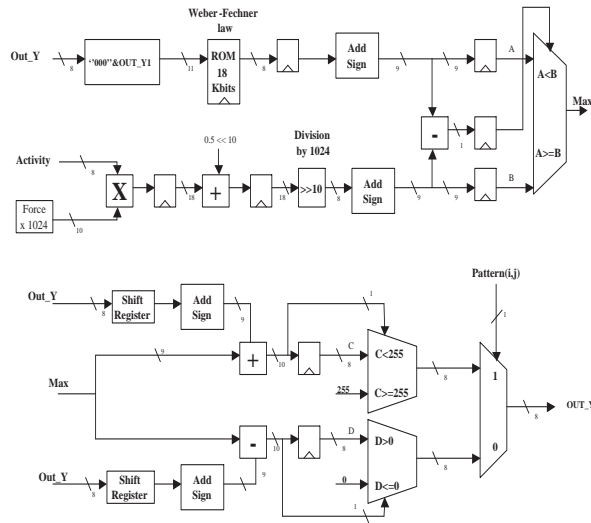 Weber-Fechner
law
Out_Y
8
"000"&OUT_Y1
11
ROM
18
Kbits
8
Add
Sign
9
9
A
A<B
Max
-
1
A>=B
Activity
8
Force
x 1024
10
X
18
0.5 << 10
+
18
Division
by 1024
>>10
8
Add
Sign
9
9
B
Out_Y
8
Shift
Register
Add
Sign
9
1
Pattern(i,j)
1
9
+
10
C
8
C<255
C>=255
255
8
1
Max
8
OUT_Y
-
10
D
8
D>0
D<=0
0
8
0
Out_Y
8
Shift
Register
Add
Sign
9
1